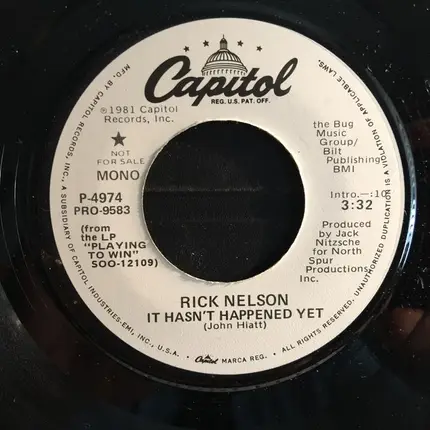 Capitol
REG. U.S. PAT. OFF.
℗1981 Capitol
Records, Inc.
★
NOT
FOR SALE
MONO
P-4974
PRO-9583
(from
the LP
"PLAYING
TO WIN"
SOO-12109)
the Bug
Music
Group/
Bilt
Publishing
BMI
Intro.—:10
3:32
Produced by
Jack
Nitzsche
for North
Spur
Productions,
Inc.
RICK NELSON
IT HASN'T HAPPENED YET
(John Hiatt)
MFD. BY CAPITOL RECORDS, INC., A SUBSIDIARY OF CAPITOL INDUSTRIES-EMI, INC., U.S.A. • Capitol MARCA REG. • ALL RIGHTS RESERVED. UNAUTHORIZED DUPLICATION IS A VIOLATION OF APPLICABLE LAWS.